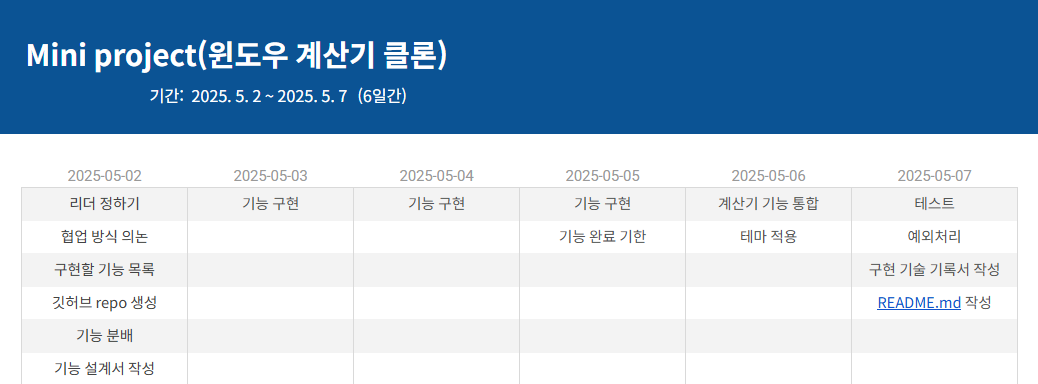 Mini project(윈도우 계산기 클론)
기간: 2025. 5. 2 ~ 2025. 5. 7 (6일간)
2025-05-02 2025-05-03 2025-05-04 2025-05-05 2025-05-06 2025-05-07
리더 정하기 기능 구현 기능 구현 기능 구현 계산기 기능 통합 테스트
협업 방식 의논 기능 완료 기한 테마 적용 예외처리
구현할 기능 목록 구현 기술 기록서 작성
깃허브 repo 생성 README.md 작성
기능 분배
기능 설계서 작성